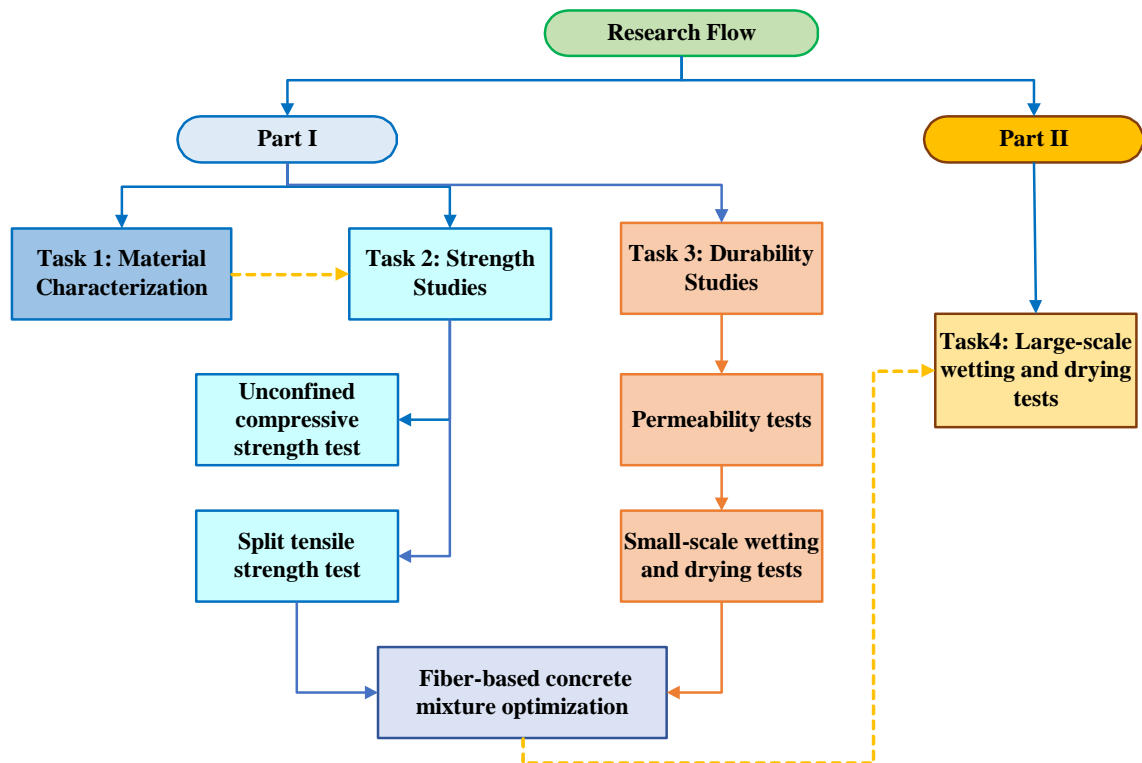 Research Flow
Part I
Part II
Task 1: Material
Characterization
Task 2: Strength
Studies
Task 3: Durability
Studies
Task4: Large-scale
wetting and drying
tests
Unconfined
compressive
strength test
Permeability tests
Split tensile
strength test
Small-scale wetting
and drying tests
Fiber-based concrete
mixture optimization